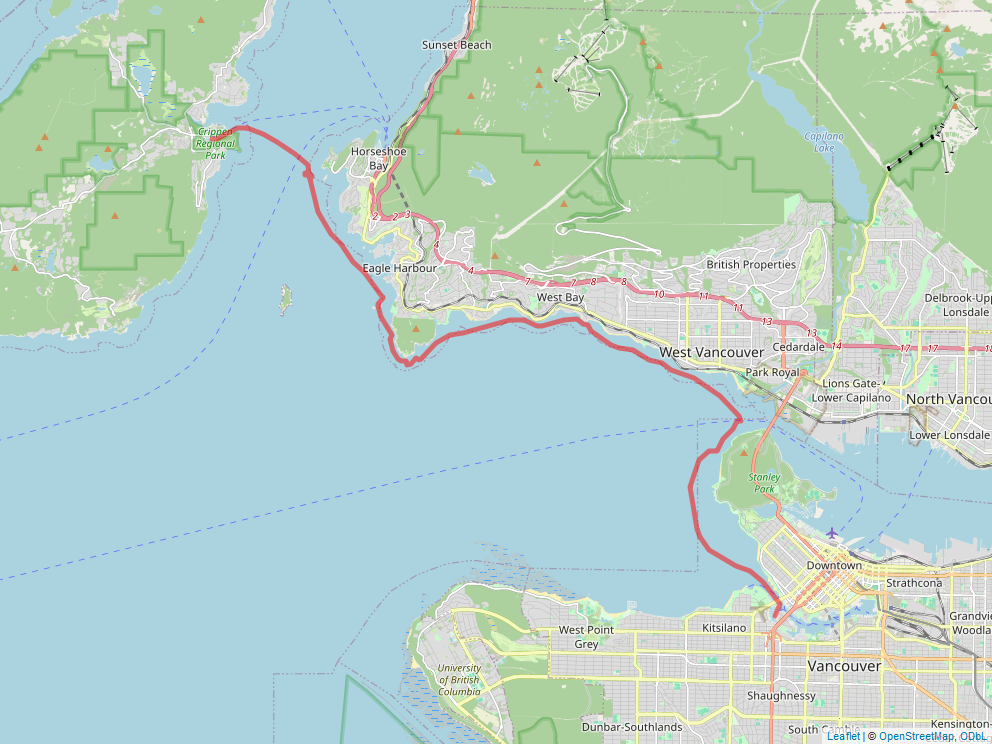 Sunset Beach
Crippen
Regional
Park
Horseshoe
Bay
Capilano
Lake
2
2
3
4
4
7
7
8
8
10
11
11
13
13
14
17
17
18
Eagle Harbour
British Properties
West Bay
Delbrook-Upp
Lonsdale
West Vancouver
Cedardale
Park Royal
Lions Gate-
Lower Capilano
North Vancou
Lower Lonsdale
Stanley
Park
Downtown
Strathcona
Grandvie
Woodla
Kitsilano
West Point
Grey
University
of British
Columbia
Vancouver
Shaughnessy
Dunbar-Southlands
South Cambie
Kensington-
Leaflet | © OpenStreetMap, ODbL